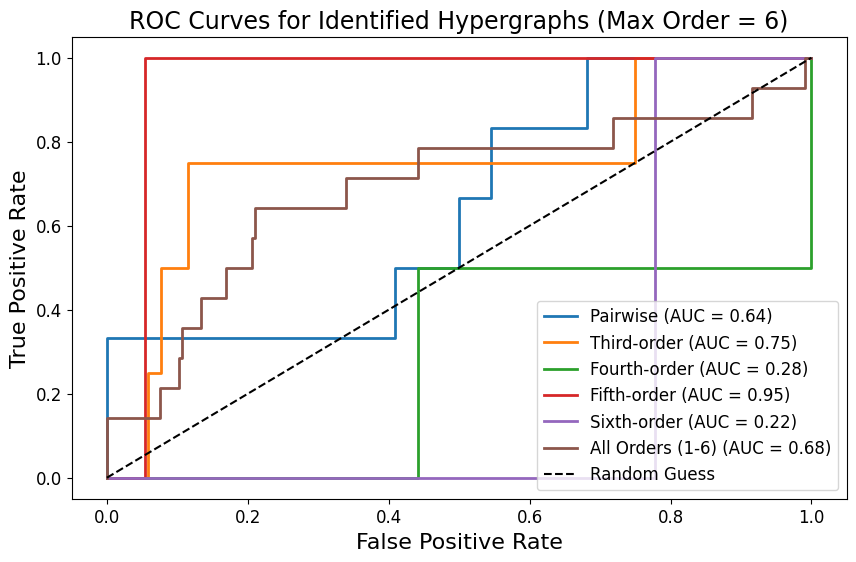 ROC Curves for Identified Hypergraphs (Max Order = 6)
True Positive Rate
1.0
0.8
0.6
0.4
0.2
0.0
Pairwise (AUC = 0.64)
Third-order (AUC = 0.75)
Fourth-order (AUC = 0.28)
Fifth-order (AUC = 0.95)
Sixth-order (AUC = 0.22)
All Orders (1-6) (AUC = 0.68)
Random Guess
0.0 0.2 0.4 0.6 0.8 1.0
False Positive Rate